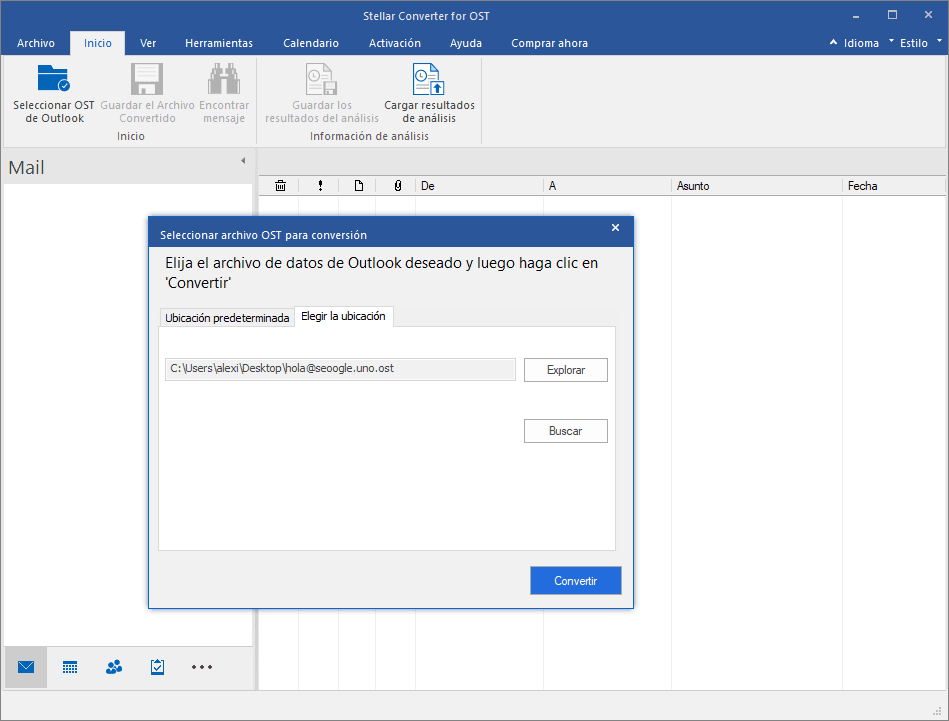 Stellar Converter for OST
Archivo Inicio Ver Herramientas Calendario Activación Ayuda Comprar ahora Idioma Estilo
Seleccionar OST
de Outlook
Guardar el Archivo
Convertido
Encontrar
mensaje
Inicio
Guardar los
resultados del análisis
Cargar resultados
de análisis
Información de análisis
Mail
De A Asunto Fecha
Seleccionar archivo OST para conversión
Elija el archivo de datos de Outlook deseado y luego haga clic en
'Convertir'
Ubicación predeterminada Elegir la ubicación
C:\Users\alexi\Desktop\hola@seoogle.uno.ost
Explorar
Buscar
Convertir